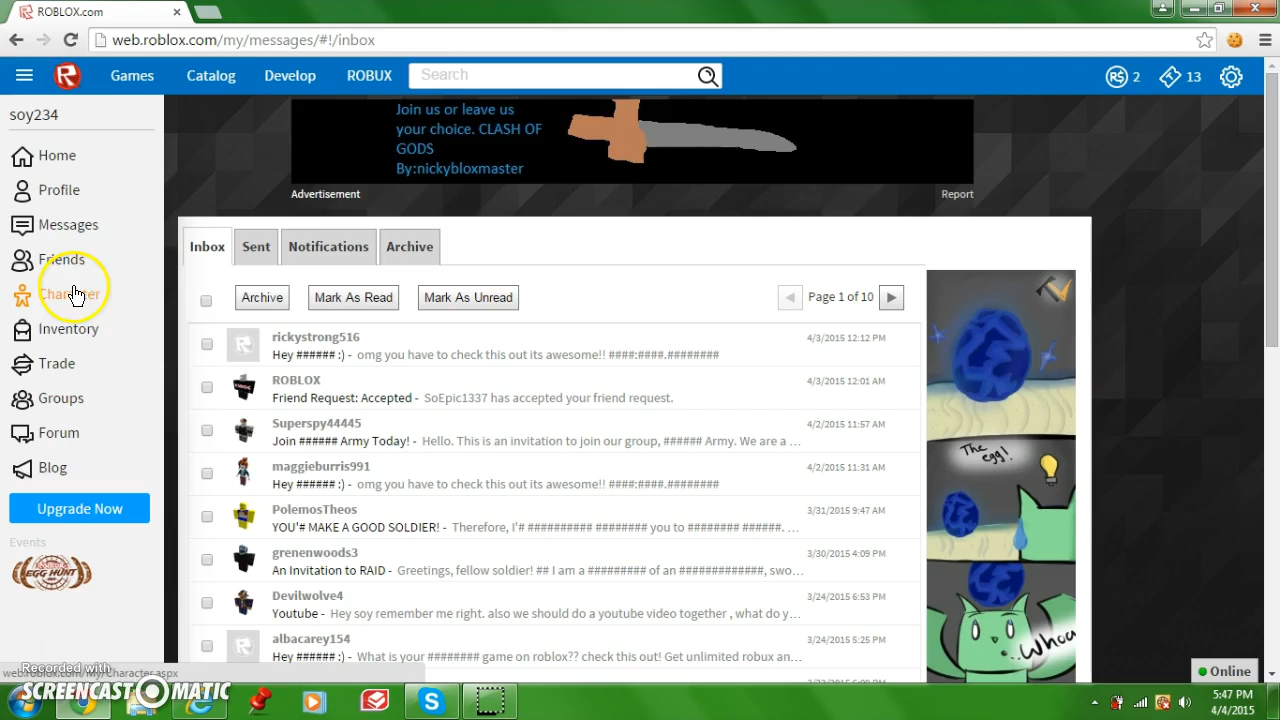 ROBLOX.com
web.roblox.com/my/messages/#!/inbox
Games
Catalog
Develop
ROBUX
Search
R$ 2
13
soy234
Home
Profile
Messages
Friends
Character
Inventory
Trade
Groups
Forum
Blog
Upgrade Now
Events
EGG HUNT
Join us or leave us
your choice. CLASH OF
GODS
By:nickybloxmaster
Advertisement
Report
Inbox
Sent
Notifications
Archive
Archive
Mark As Read
Mark As Unread
Page 1 of 10
rickystrong516
4/3/2015 12:12 PM
Hey ###### :) - omg you have to check this out its awesome!! ####:####.########
ROBLOX
4/3/2015 12:01 AM
Friend Request: Accepted - SoEpic1337 has accepted your friend request.
Superspy44445
4/2/2015 11:57 AM
Join ###### Army Today! - Hello. This is an invitation to join our group, ###### Army. We are a ...
maggieburris991
4/2/2015 11:31 AM
Hey ###### :) - omg you have to check this out its awesome!! ####:####.########
PolemosTheos
3/31/2015 9:47 AM
YOU'# MAKE A GOOD SOLDIER! - Therefore, I'# ########## ######## you to ######## ######. ...
grenenwoods3
3/30/2015 4:09 PM
An Invitation to RAID - Greetings, fellow soldier! ## I am a ######### of an #############, swo...
Devilwolve4
3/24/2015 6:53 PM
Youtube - Hey soy remember me right. also we should do a youtube video together , what do y...
albacarey154
3/24/2015 5:25 PM
Hey ###### :) - What is your ######## game on roblox?? check this out! Get unlimited robux an...
The
egg!
Whoa
Online
web.roblox.com/My/Character.aspx
Recorded with
SCREENCAST MATIC
5:47 PM
4/4/2015